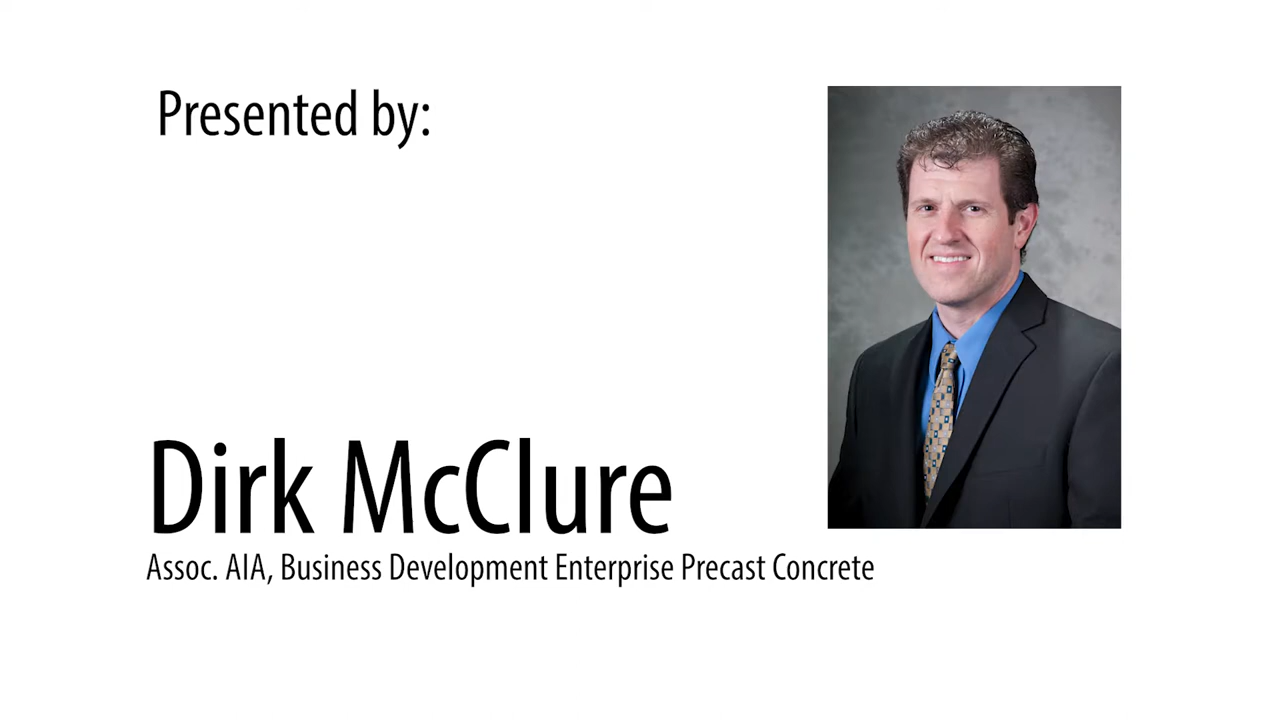 Presented by:
Dirk McClure
Assoc. AIA, Business Development Enterprise Precast Concrete